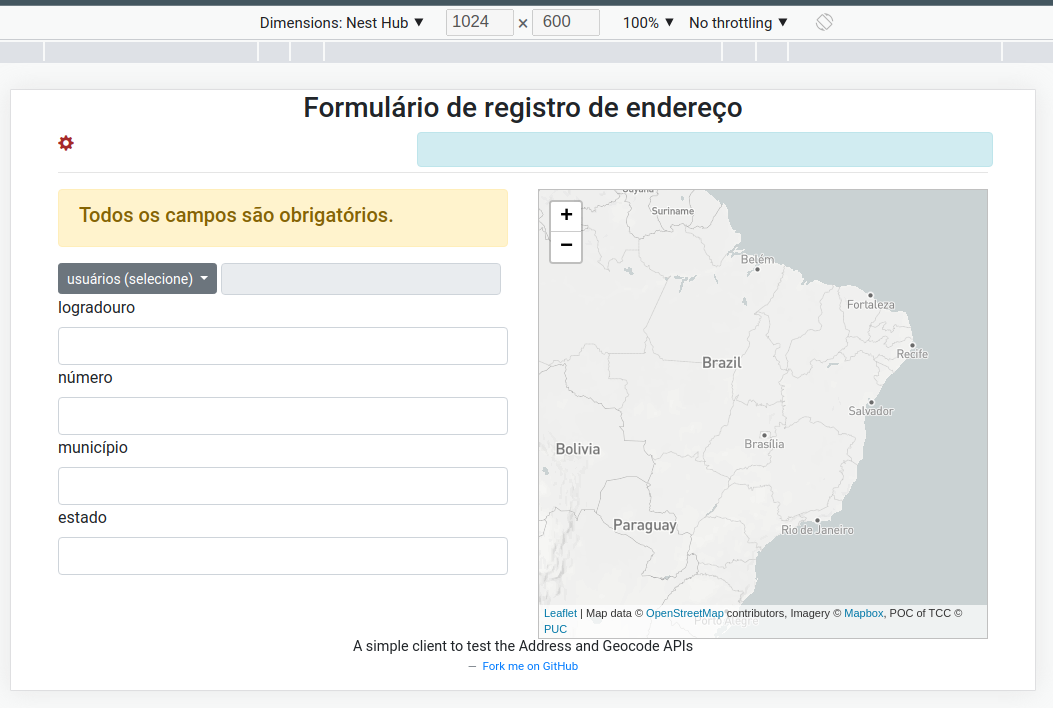 Dimensions: Nest Hub ▼ 1024 × 600 100% ▼ No throttling ▼
Formulário de registro de endereço
Todos os campos são obrigatórios.
usuários (selecione)
logradouro
número
município
estado
+
−
Guyana
Suriname
Belém
Fortaleza
Brazil
Recife
Salvador
Brasília
Bolivia
Paraguay
Rio de Janeiro
Porto Alegre
Leaflet | Map data © OpenStreetMap contributors, Imagery © Mapbox, POC of TCC ©
PUC
A simple client to test the Address and Geocode APIs
— Fork me on GitHub